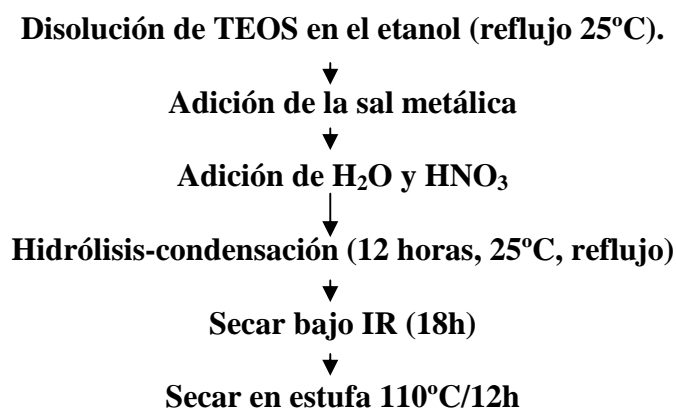 Disolución de TEOS en el etanol (reflujo 25ºC).
Adición de la sal metálica
Adición de H₂O y HNO₃
Hidrólisis-condensación (12 horas, 25ºC, reflujo)
Secar bajo IR (18h)
Secar en estufa 110ºC/12h